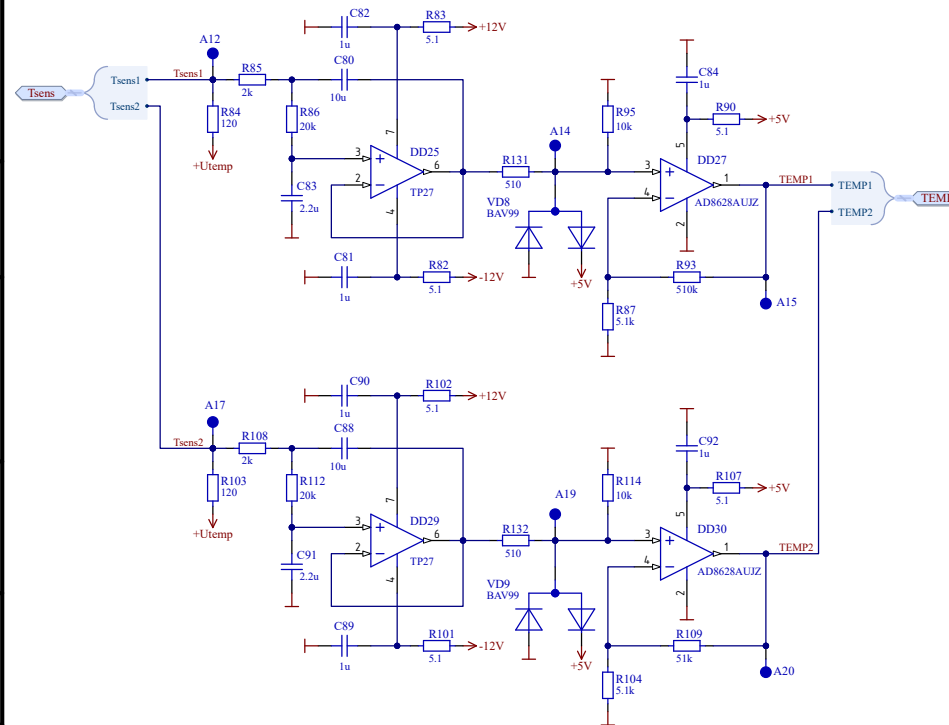 C82
1u
R83
5.1
+12V
A12
Tsens
Tsens1
Tsens2
Tsens1
R85
2k
C80
10u
R84
120
+Utemp
R86
20k
C83
2.2u
7
3
2
6
4
DD25
TP27
C81
1u
R82
5.1
-12V
R131
510
A14
VD8
BAV99
+5V
R95
10k
C84
1u
R90
5.1
+5V
5
3
4
1
2
DD27
AD8628AUJZ
R93
510k
R87
5.1k
A15
TEMP1
TEMP1
TEMP2
C90
1u
R102
5.1
+12V
A17
Tsens2
R108
2k
C88
10u
R103
120
+Utemp
R112
20k
C91
2.2u
7
3
2
6
4
DD29
TP27
C89
1u
R101
5.1
-12V
R132
510
A19
VD9
BAV99
+5V
R114
10k
C92
1u
R107
5.1
+5V
5
3
4
1
2
DD30
AD8628AUJZ
R109
51k
R104
5.1k
A20
TEMP2